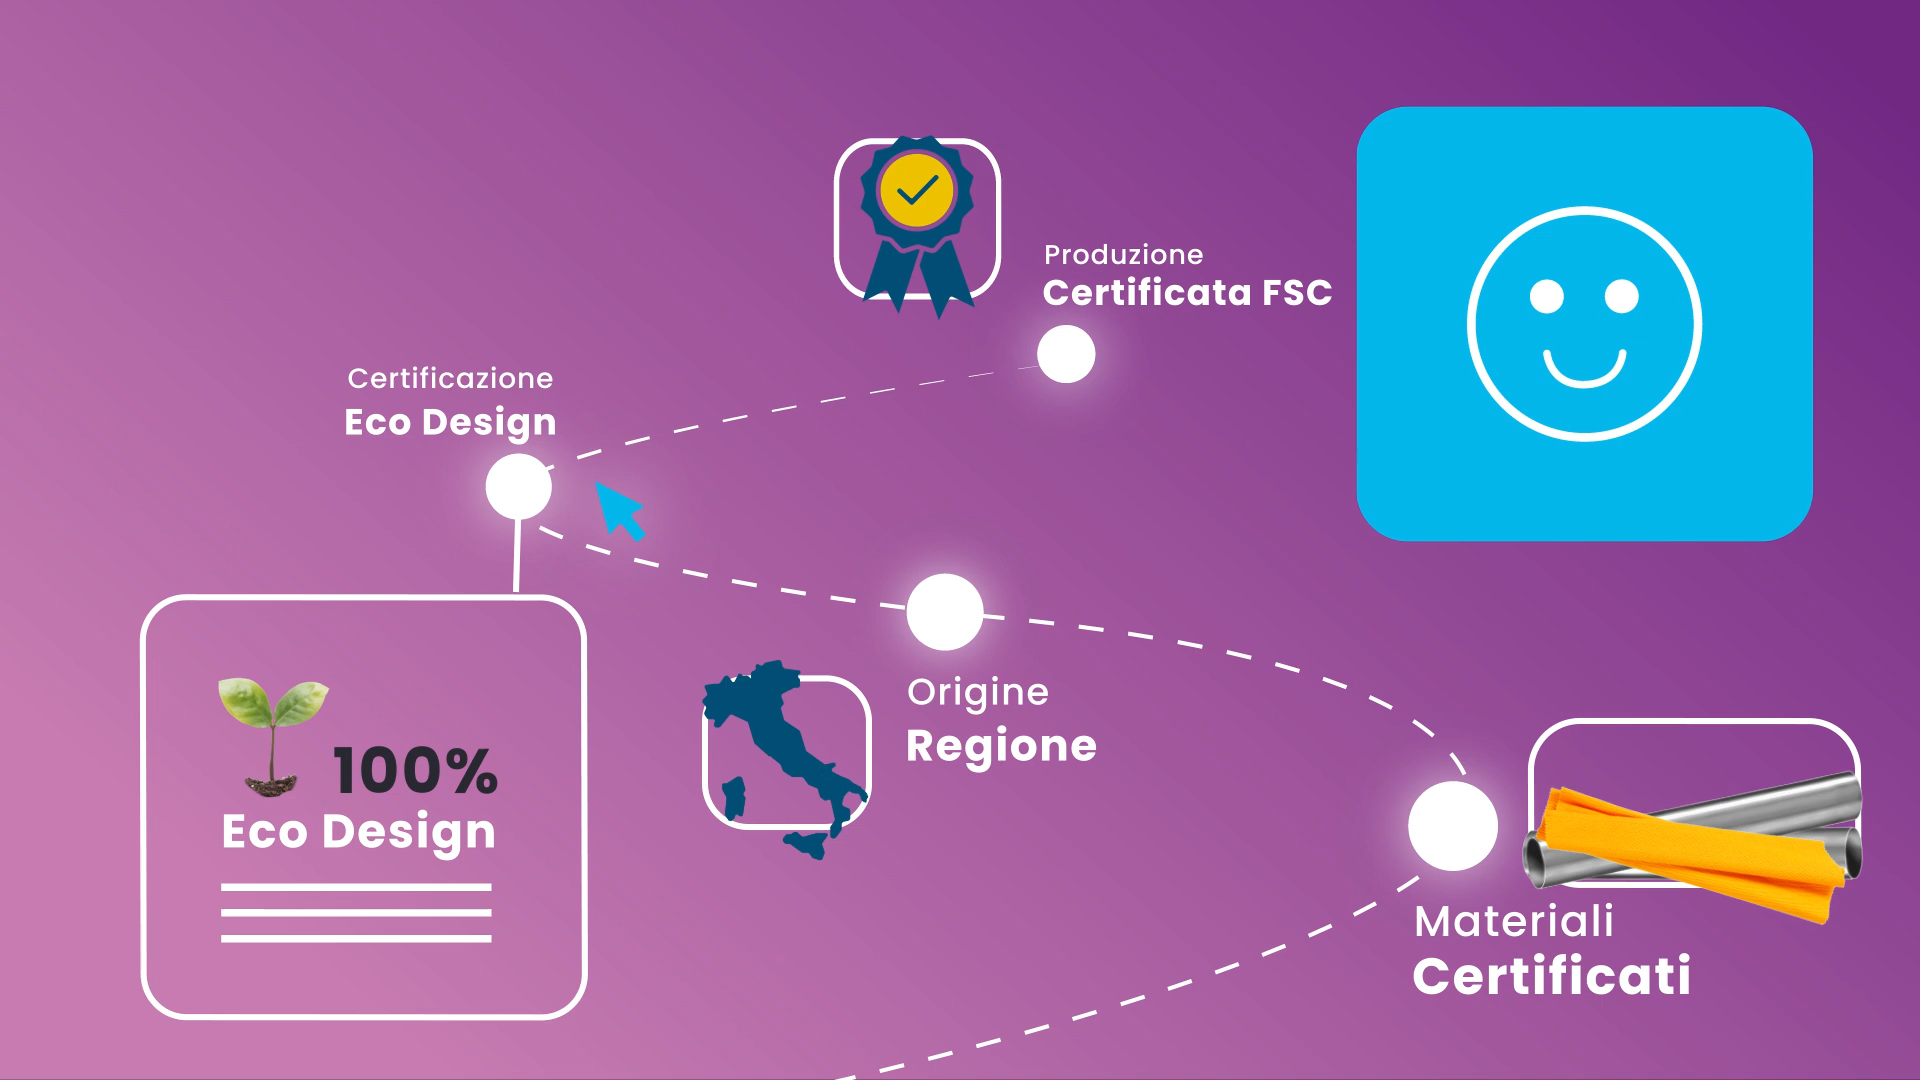 Produzione
Certificata FSC
Certificazione
Eco Design
Origine
Regione
100%
Eco Design
Materiali
Certificati